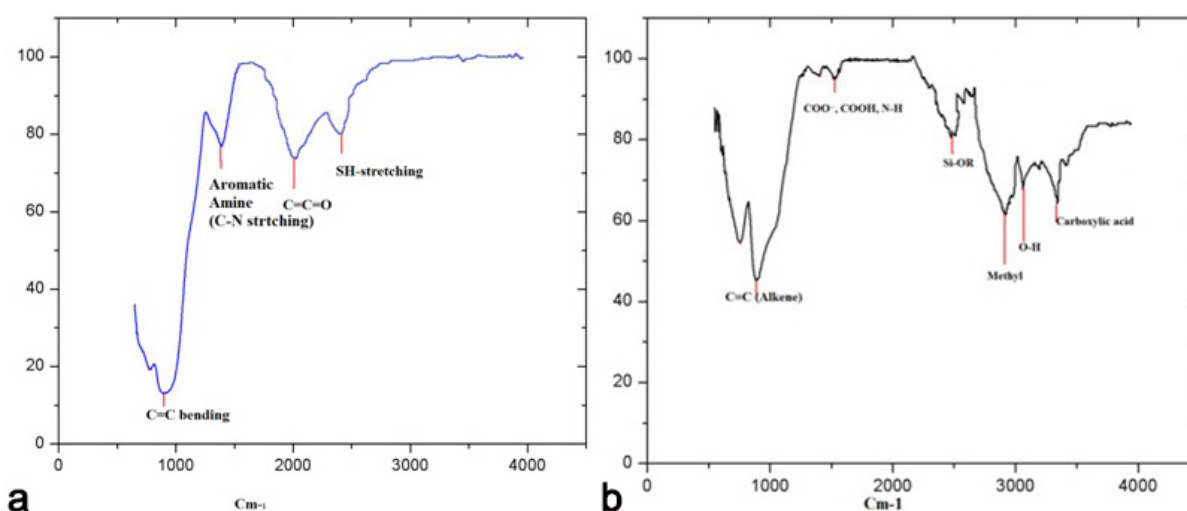 100
80
60
40
20
0
Aromatic
Amine
(C-N strtching)
C=C=O
SH-stretching
C=C bending
0 1000 2000 3000 4000
a
Cm-1
100
80
60
40
20
0
COO⁻, COOH, N-H
Si-OR
Carboxylic acid
O-H
Methyl
C=C (Alkene)
0 1000 2000 3000 4000
b
Cm-1